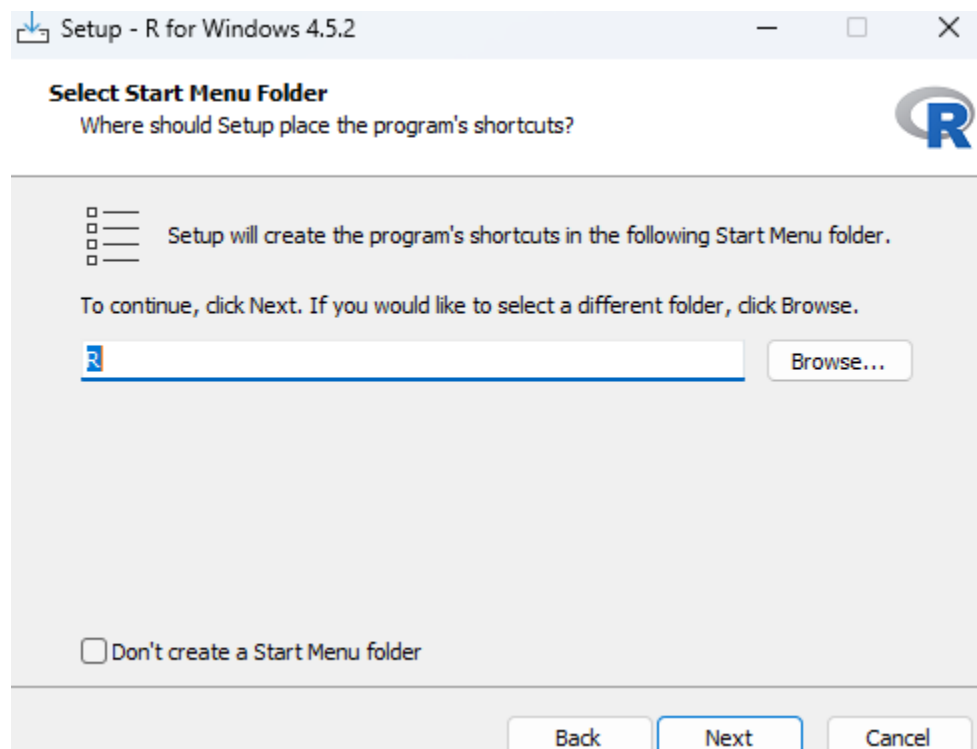 Setup - R for Windows 4.5.2
Select Start Menu Folder
Where should Setup place the program's shortcuts?
R
Setup will create the program's shortcuts in the following Start Menu folder.
To continue, click Next. If you would like to select a different folder, click Browse.
R
Browse...
Don't create a Start Menu folder
Back
Next
Cancel